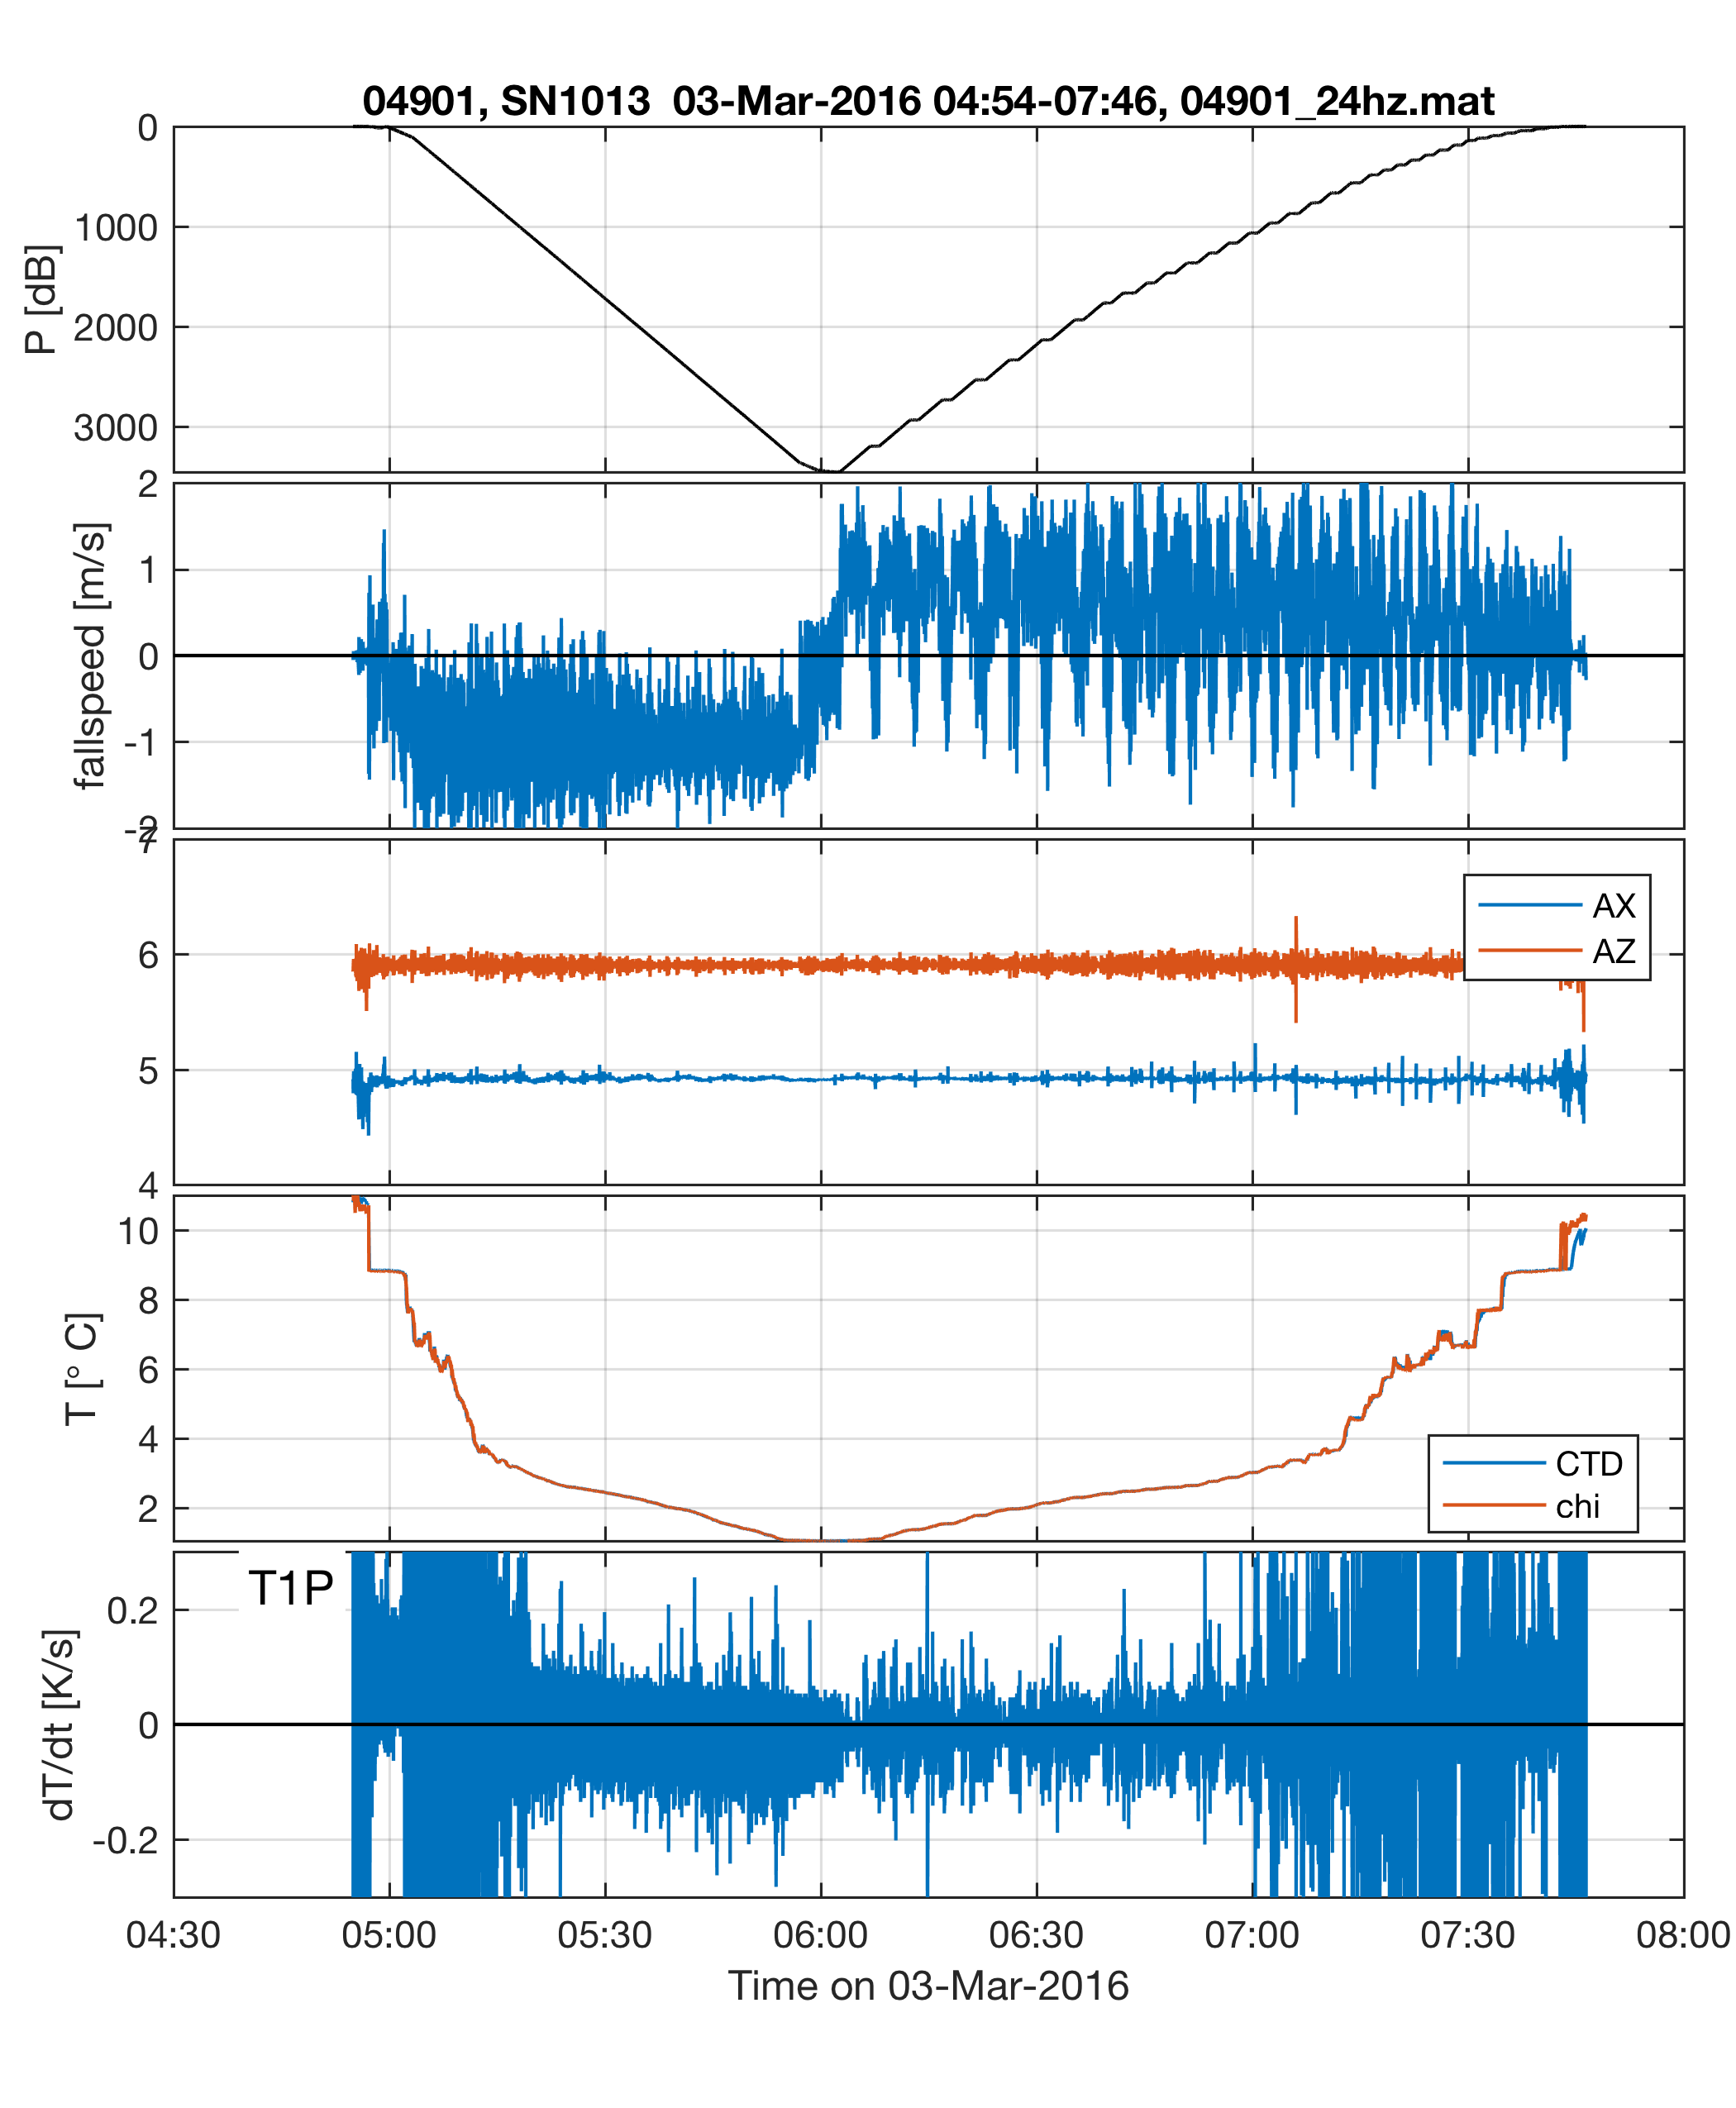 04901, SN1013  03-Mar-2016 04:54-07:46, 04901_24hz.mat
0
1000
2000
3000
P [dB]
2
1
0
-1
-2
fallspeed [m/s]
7
6
5
4
AX
AZ
10
8
6
4
2
T [° C]
CTD
chi
T1P
0.2
0
-0.2
dT/dt [K/s]
04:30 05:00 05:30 06:00 06:30 07:00 07:30 08:00
Time on 03-Mar-2016